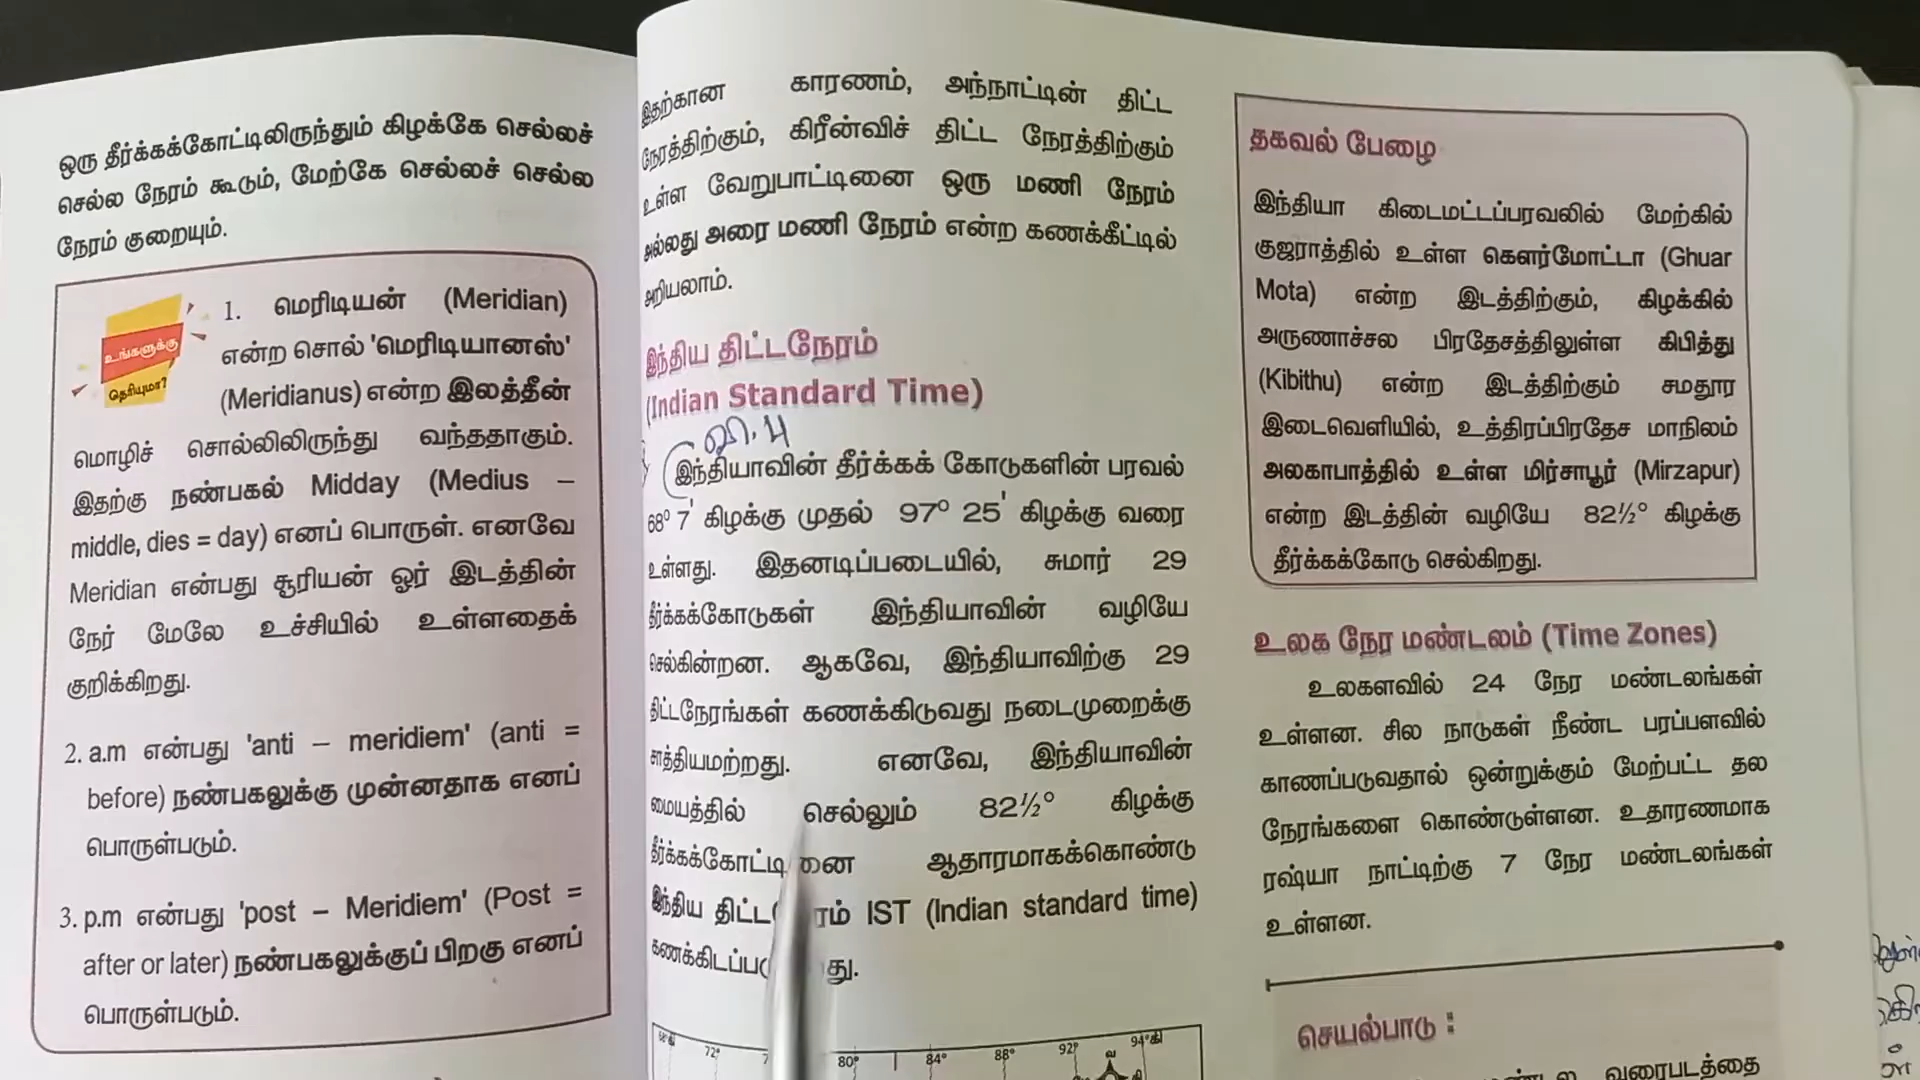 ஒரு தீர்க்கக்கோட்டிலிருந்தும் கிழக்கே செல்லச்
செல்ல நேரம் கூடும், மேற்கே செல்லச் செல்ல
நேரம் குறையும்.
உங்களுக்கு
தெரியுமா?
1. மெரிடியன் (Meridian)
என்ற சொல் 'மெரிடியானஸ்'
(Meridianus) என்ற இலத்தீன்
மொழிச் சொல்லிலிருந்து வந்ததாகும்.
இதற்கு நண்பகல் Midday (Medius –
middle, dies = day) எனப் பொருள். எனவே
Meridian என்பது சூரியன் ஓர் இடத்தின்
நேர் மேலே உச்சியில் உள்ளதைக்
குறிக்கிறது.
2. a.m என்பது 'anti – meridiem' (anti =
before) நண்பகலுக்கு முன்னதாக எனப்
பொருள்படும்.
3. p.m என்பது 'post – Meridiem' (Post =
after or later) நண்பகலுக்குப் பிறகு எனப்
பொருள்படும்.
இதற்கான காரணம், அந்நாட்டின் திட்ட
நேரத்திற்கும், கிரீன்விச் திட்ட நேரத்திற்கும்
உள்ள வேறுபாட்டினை ஒரு மணி நேரம்
அல்லது அரை மணி நேரம் என்ற கணக்கீட்டில்
அறியலாம்.
இந்திய திட்டநேரம்
(Indian Standard Time)
இந்தியாவின் தீர்க்கக் கோடுகளின் பரவல்
68° 7' கிழக்கு முதல் 97° 25' கிழக்கு வரை
உள்ளது. இதனடிப்படையில், சுமார் 29
தீர்க்கக்கோடுகள் இந்தியாவின் வழியே
செல்கின்றன. ஆகவே, இந்தியாவிற்கு 29
திட்டநேரங்கள் கணக்கிடுவது நடைமுறைக்கு
சாத்தியமற்றது. எனவே, இந்தியாவின்
மையத்தில் செல்லும் 82½° கிழக்கு
தீர்க்கக்கோட்டினை ஆதாரமாகக்கொண்டு
இந்திய IST (Indian standard time)
72° 80° 84° 88° 92° 94°கி
தகவல் பேழை
இந்தியா கிடைமட்டப்பரவலில் மேற்கில்
குஜராத்தில் உள்ள கௌர்மோட்டா (Ghuar
Mota) என்ற இடத்திற்கும், கிழக்கில்
அருணாச்சல பிரதேசத்திலுள்ள கிபித்து
(Kibithu) என்ற இடத்திற்கும் சமதூர
இடைவெளியில், உத்திரப்பிரதேச மாநிலம்
அலகாபாத்தில் உள்ள மிர்சாபூர் (Mirzapur)
என்ற இடத்தின் வழியே 82½° கிழக்கு
தீர்க்கக்கோடு செல்கிறது.
உலக நேர மண்டலம் (Time Zones)
உலகளவில் 24 நேர மண்டலங்கள்
உள்ளன. சில நாடுகள் நீண்ட பரப்பளவில்
காணப்படுவதால் ஒன்றுக்கும் மேற்பட்ட தல
நேரங்களை கொண்டுள்ளன. உதாரணமாக
ரஷ்யா நாட்டிற்கு 7 நேர மண்டலங்கள்
உள்ளன.
செயல்பாடு :
வரைபடத்தை